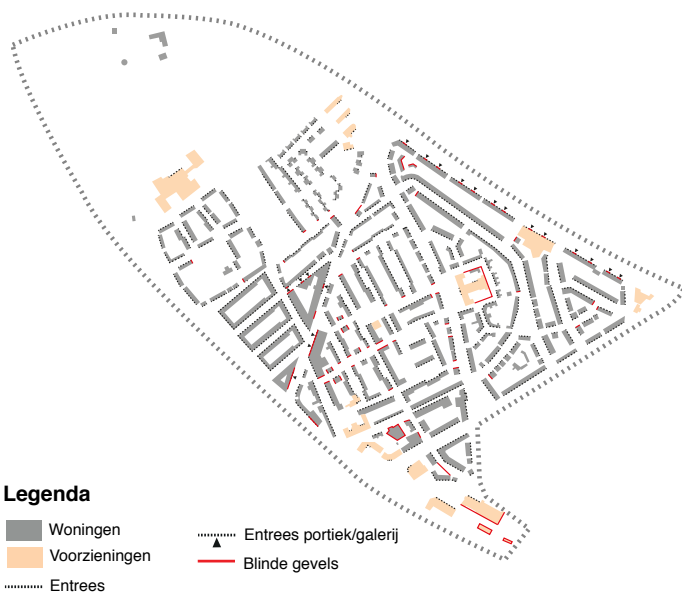 Legenda
Woningen
Voorzieningen
Entrees
Entrees portiek/galerij
Blinde gevels